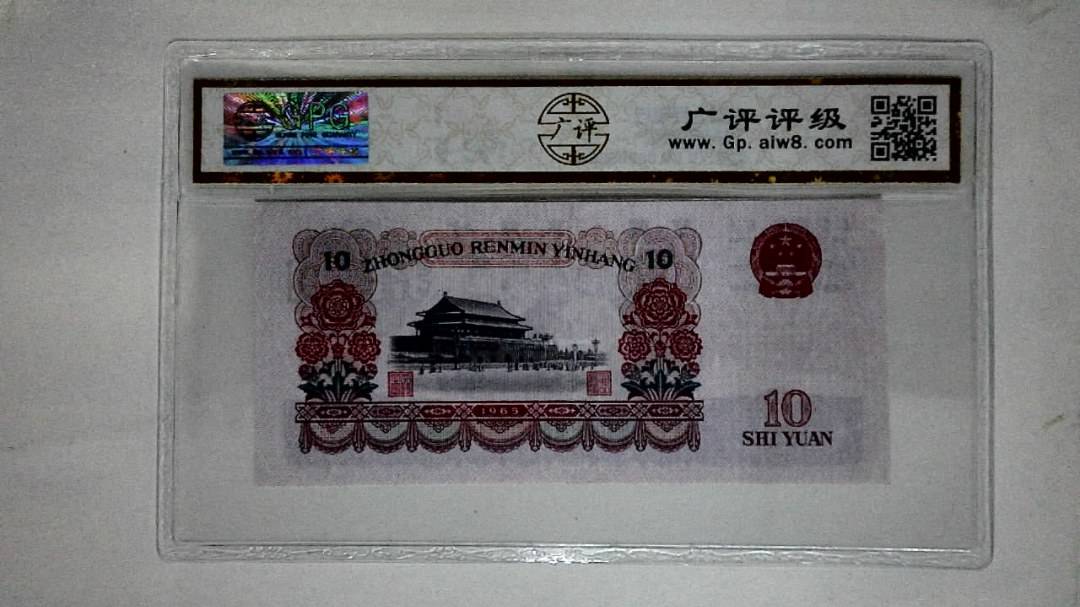 GPG
广评
广评评级
www. Gp. aiw8. com
10 ZHONGGUO RENMIN YINHANG 10
1965
10
SHI YUAN